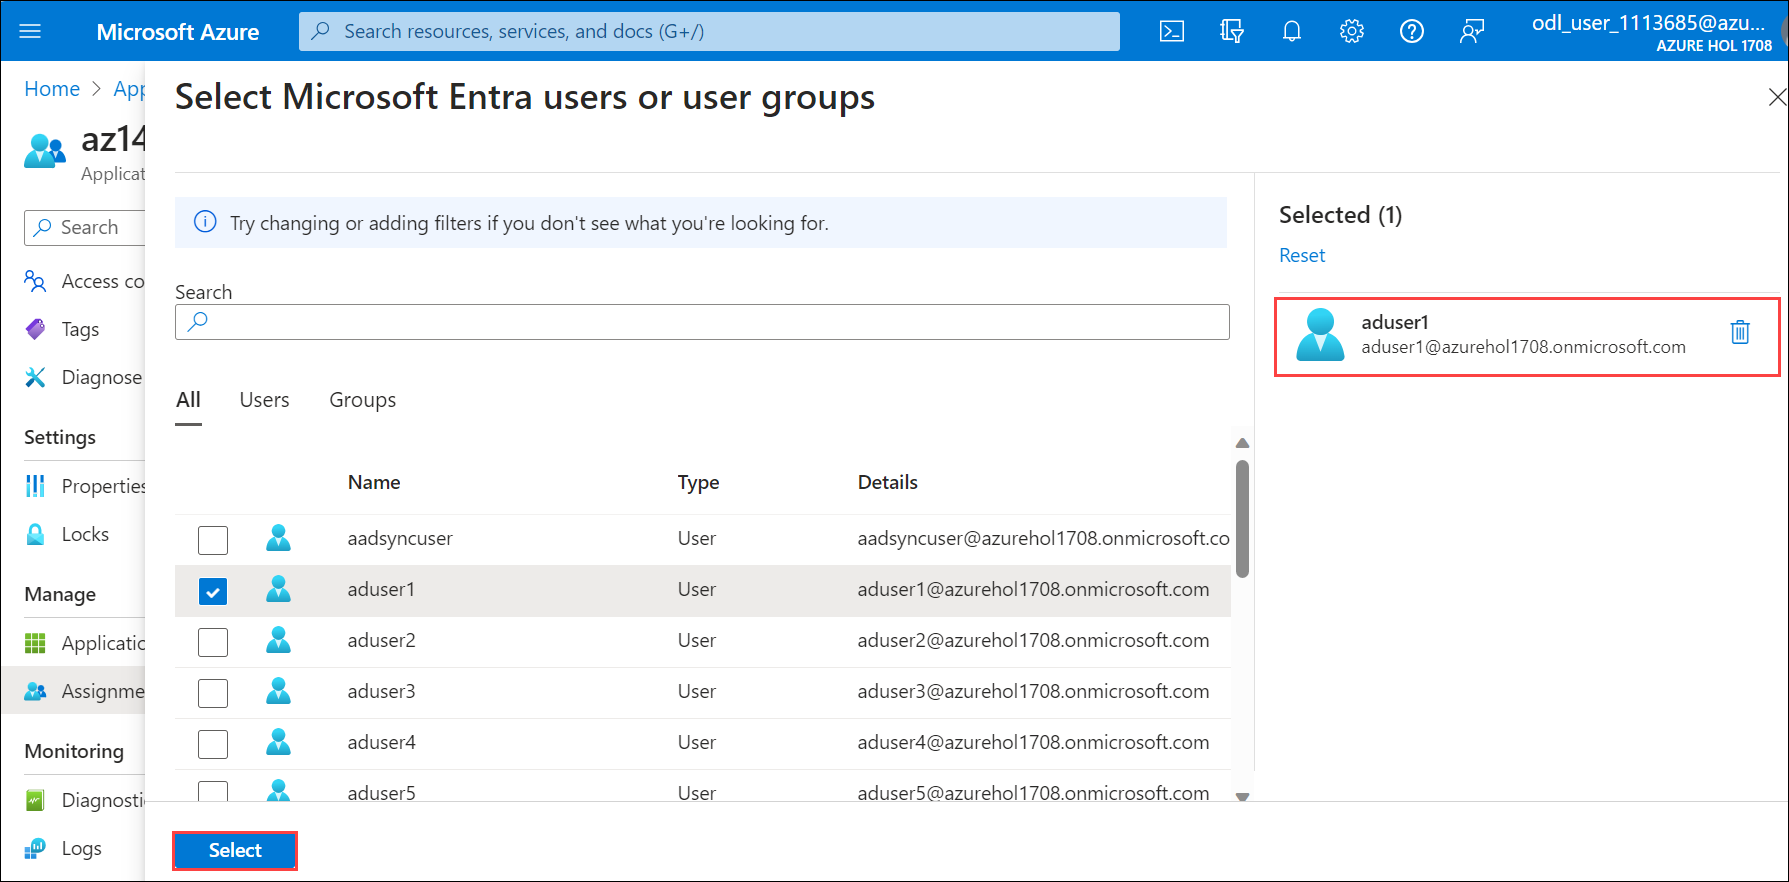 Microsoft Azure
Search resources, services, and docs (G+/)
odl_user_1113685@azu...
AZURE HOL 1708
Home > App
az14
Applicat
Search
Access co
Tags
Diagnose
Settings
Properties
Locks
Manage
Applicatio
Assignme
Monitoring
Diagnosti
Logs
Select Microsoft Entra users or user groups
Try changing or adding filters if you don't see what you're looking for.
Search
All Users Groups
Name Type Details
aadsyncuser User aadsyncuser@azurehol1708.onmicrosoft.co
aduser1 User aduser1@azurehol1708.onmicrosoft.com
aduser2 User aduser2@azurehol1708.onmicrosoft.com
aduser3 User aduser3@azurehol1708.onmicrosoft.com
aduser4 User aduser4@azurehol1708.onmicrosoft.com
aduser5 User aduser5@azurehol1708.onmicrosoft.com
Select
Selected (1)
Reset
aduser1
aduser1@azurehol1708.onmicrosoft.com